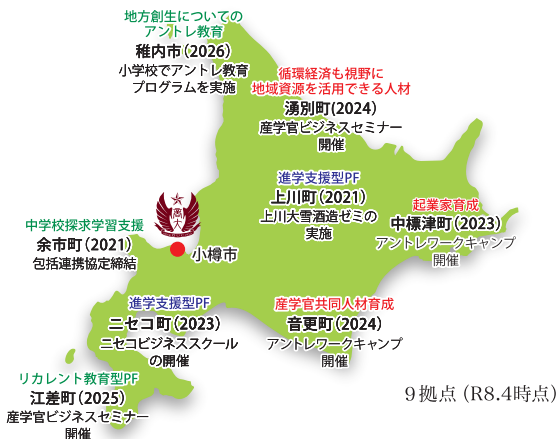 地方創生についての
アントレ教育
稚内市（2026）
小学校でアントレ教育
プログラムを実施
循環経済も視野に
地域資源を活用できる人材
湧別町（2024）
産学官ビジネスセミナー
開催
進学支援型PF
上川町（2021）
上川大雪酒造ゼミの
実施
起業家育成
中標津町（2023）
アントレワークキャンプ
開催
中学校探求学習支援
余市町（2021）
包括連携協定締結
小樽市
進学支援型PF
ニセコ町（2023）
ニセコビジネススクール
の開催
産学官共同人材育成
音更町（2024）
アントレワークキャンプ
開催
リカレント教育型PF
江差町（2025）
産学官ビジネスセミナー
開催
９拠点（R8.4時点）